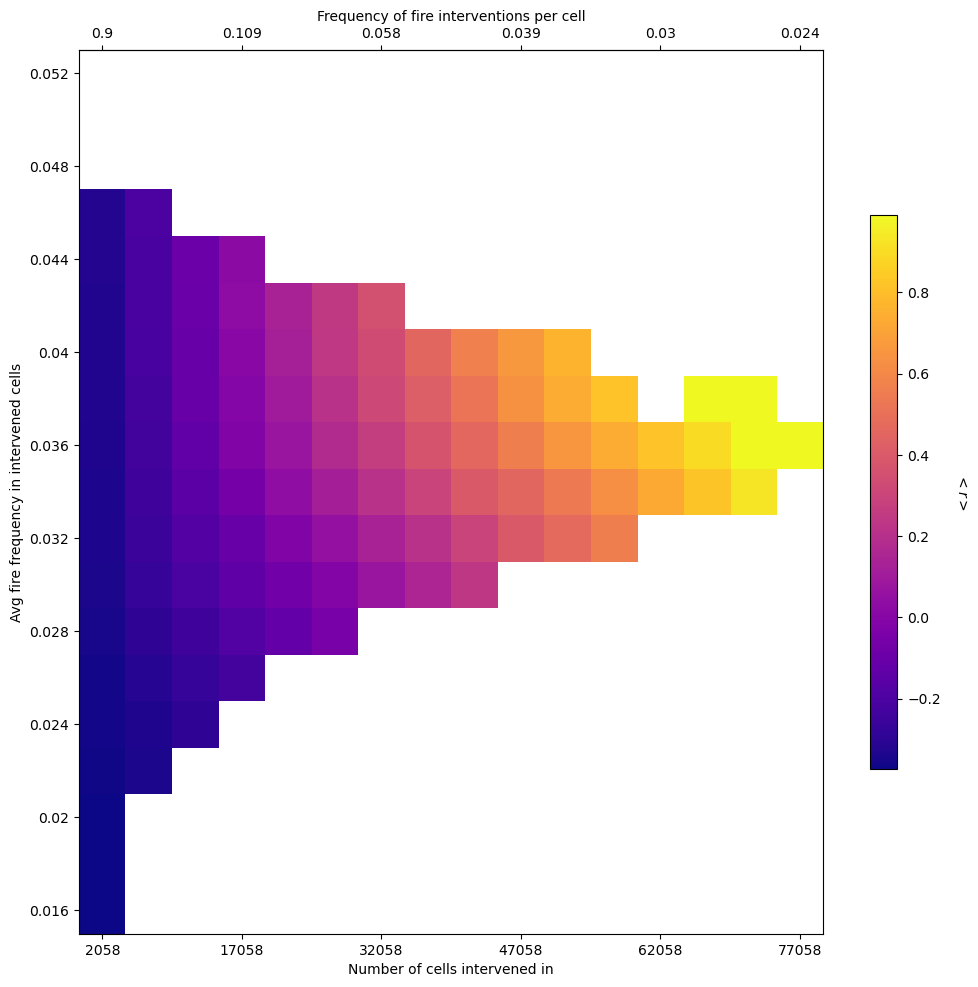 Frequency of fire interventions per cell
0.9 0.109 0.058 0.039 0.03 0.024
Avg fire frequency in intervened cells
0.052
0.048
0.044
0.04
0.036
0.032
0.028
0.024
0.02
0.016
2058 17058 32058 47058 62058 77058
Number of cells intervened in
0.8
0.6
0.4
0.2
0.0
−0.2
< r >